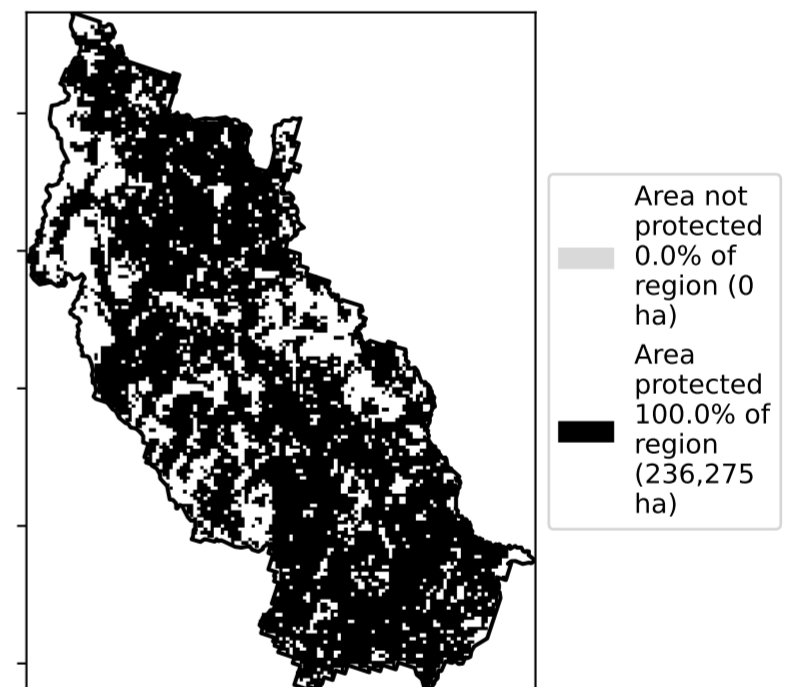 Area not
protected
0.0% of
region (0
ha)
Area
protected
100.0% of
region
(236,275
ha)